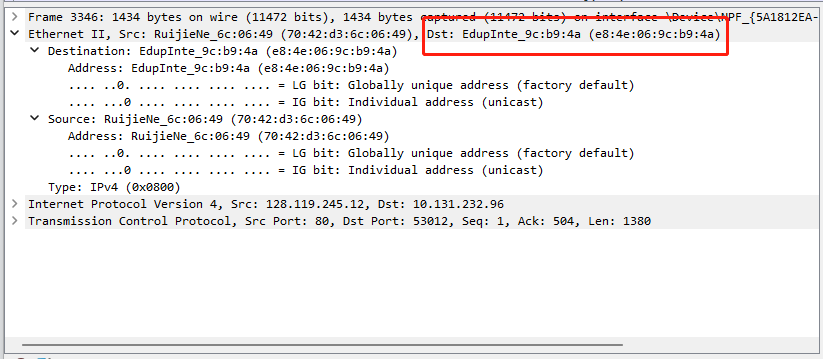 Frame 3346: 1434 bytes on wire (11472 bits), 1434 bytes captured (11472 bits) on interface \Device\NPF_{5A1812EA-
Ethernet II, Src: RuijieNe_6c:06:49 (70:42:d3:6c:06:49), Dst: EdupInte_9c:b9:4a (e8:4e:06:9c:b9:4a)
Destination: EdupInte_9c:b9:4a (e8:4e:06:9c:b9:4a)
Address: EdupInte_9c:b9:4a (e8:4e:06:9c:b9:4a)
.... ..0. .... .... .... .... = LG bit: Globally unique address (factory default)
.... ...0 .... .... .... .... = IG bit: Individual address (unicast)
Source: RuijieNe_6c:06:49 (70:42:d3:6c:06:49)
Address: RuijieNe_6c:06:49 (70:42:d3:6c:06:49)
.... ..0. .... .... .... .... = LG bit: Globally unique address (factory default)
.... ...0 .... .... .... .... = IG bit: Individual address (unicast)
Type: IPv4 (0x0800)
Internet Protocol Version 4, Src: 128.119.245.12, Dst: 10.131.232.96
Transmission Control Protocol, Src Port: 80, Dst Port: 53012, Seq: 1, Ack: 504, Len: 1380